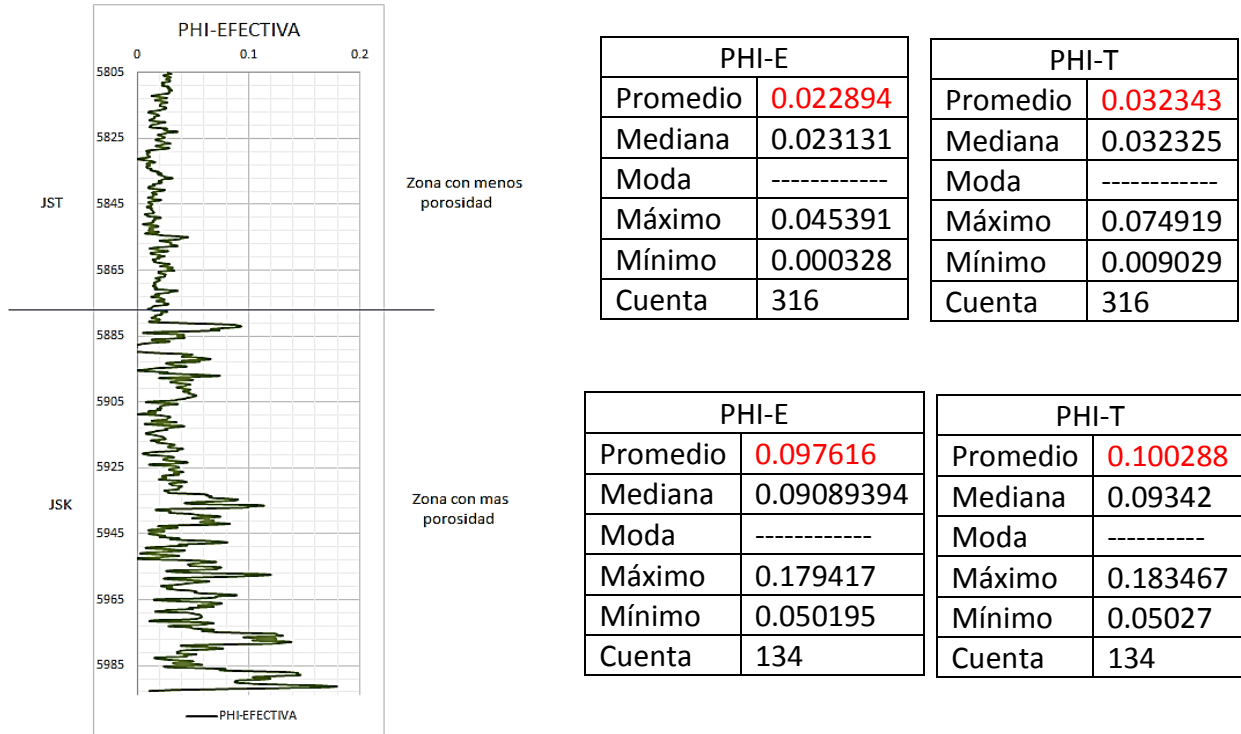 PHI-EFECTIVA
0 0.1 0.2
5805
5825
5845
5865
5885
5905
5925
5945
5965
5985
JST
Zona con menos
porosidad
JSK
Zona con mas
porosidad
PHI-EFECTIVA
PHI-E
Promedio 0.022894
Mediana 0.023131
Moda ------------
Máximo 0.045391
Mínimo 0.000328
Cuenta 316
PHI-T
Promedio 0.032343
Mediana 0.032325
Moda ------------
Máximo 0.074919
Mínimo 0.009029
Cuenta 316
PHI-E
Promedio 0.097616
Mediana 0.09089394
Moda ------------
Máximo 0.179417
Mínimo 0.050195
Cuenta 134
PHI-T
Promedio 0.100288
Mediana 0.09342
Moda ----------
Máximo 0.183467
Mínimo 0.05027
Cuenta 134